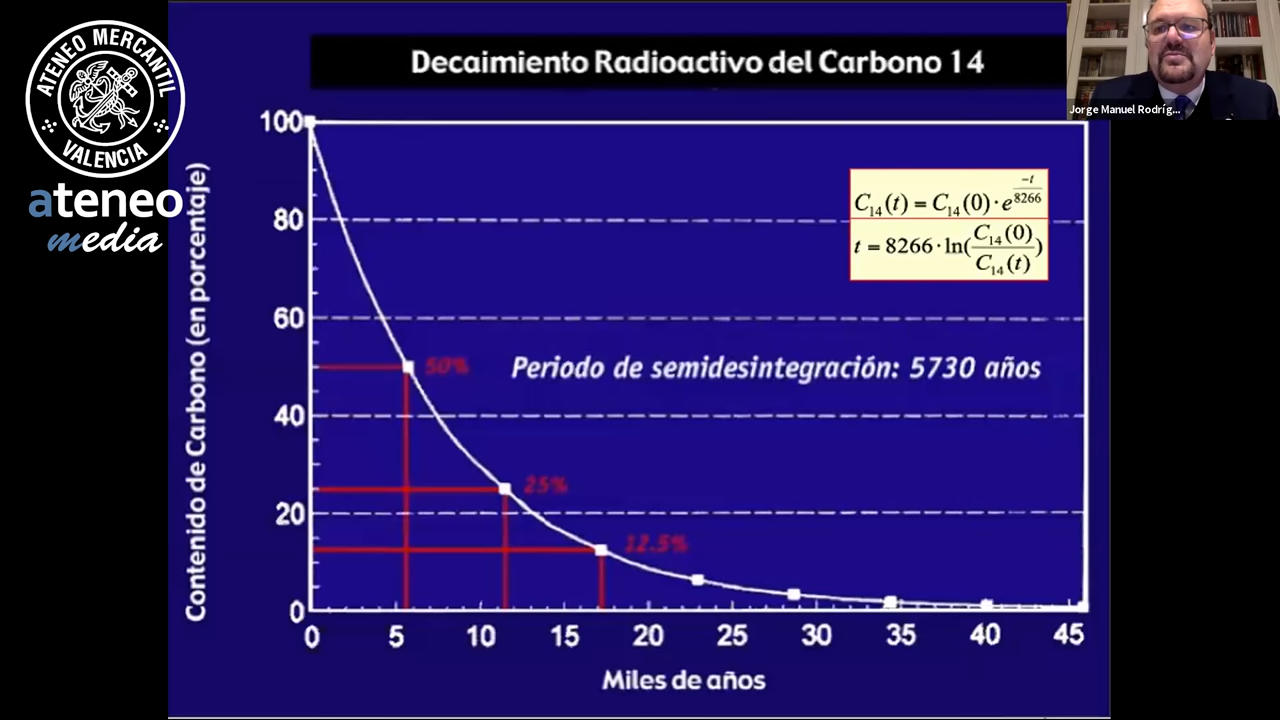 ATENEO MERCANTIL
VALENCIA
ateneo
media
Decaimiento Radioactivo del Carbono 14
Jorge Manuel Rodríg...
Contenido de Carbono (en porcentaje)
100
80
60
40
20
0
C₁₄(t) = C₁₄(0)·e^(-t/8266)
t = 8266·ln(C₁₄(0)/C₁₄(t))
50%
Periodo de semidesintegración: 5730 años
25%
12.5%
0 5 10 15 20 25 30 35 40 45
Miles de años